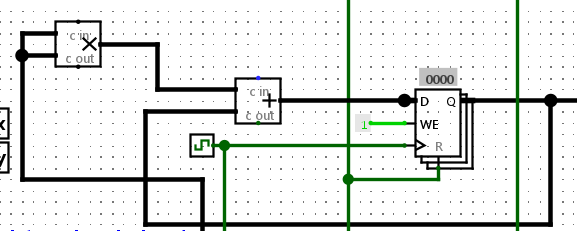 c in
×
c out
c in
+
c out
0000
D Q
1 WE
R
x
y